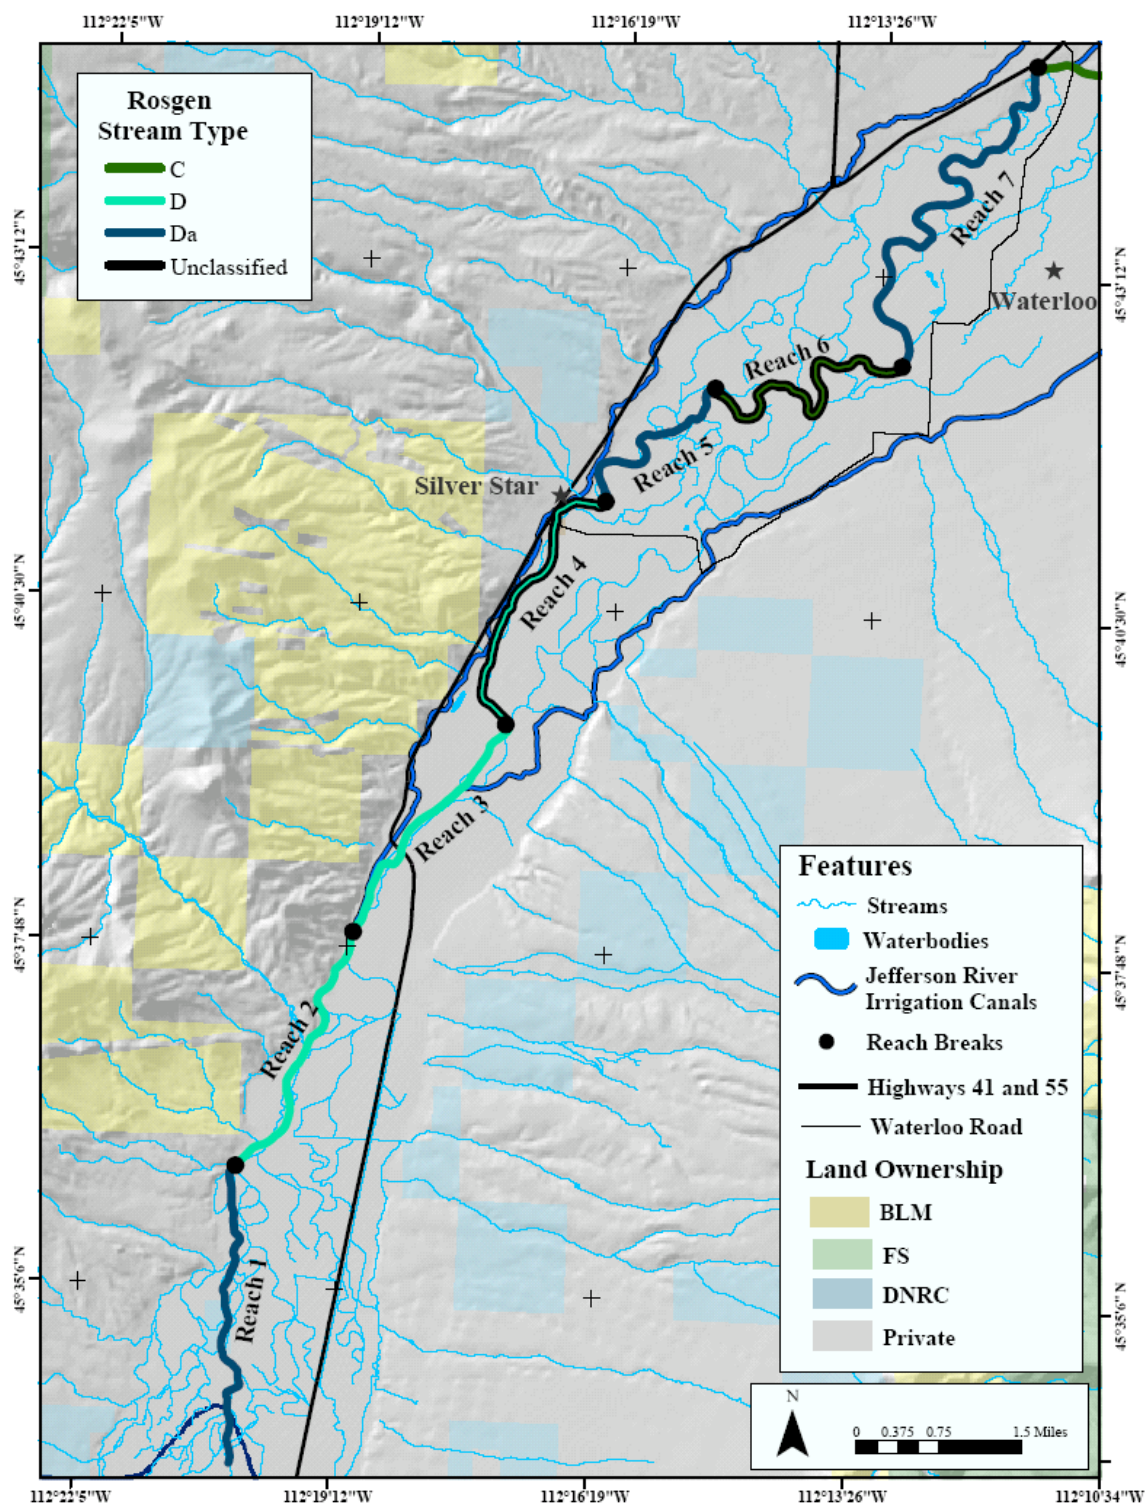 112°22'5"W
112°19'12"W
112°16'19"W
112°13'26"W
Rosgen
Stream Type
C
D
Da
Unclassified
45°43'12"N
45°43'12"N
Reach 7
Waterloo
Reach 6
Reach 5
Silver Star
Reach 4
45°40'30"N
45°40'30"N
Reach 3
Features
Streams
Waterbodies
Jefferson River
Irrigation Canals
Reach Breaks
Highways 41 and 55
Waterloo Road
Land Ownership
BLM
FS
DNRC
Private
45°37'48"N
45°37'48"N
Reach 2
Reach 1
45°35'6"N
45°35'6"N
N
0 0.375 0.75 1.5 Miles
112°22'5"W
112°19'12"W
112°16'19"W
112°13'26"W
112°10'34"W